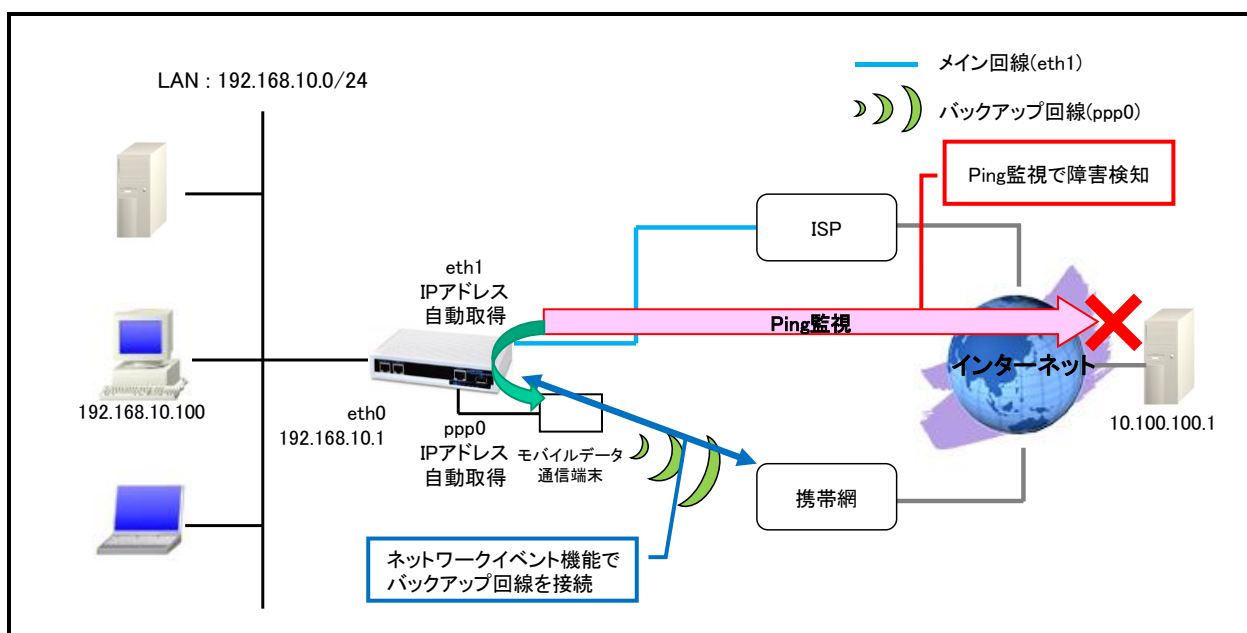 LAN : 192.168.10.0/24
メイン回線(eth1)
バックアップ回線(ppp0)
Ping監視で障害検知
ISP
eth1
IPアドレス
自動取得
Ping監視
インターネット
192.168.10.100
eth0
192.168.10.1
ppp0
IPアドレス
自動取得
モバイルデータ
通信端末
10.100.100.1
携帯網
ネットワークイベント機能で
バックアップ回線を接続